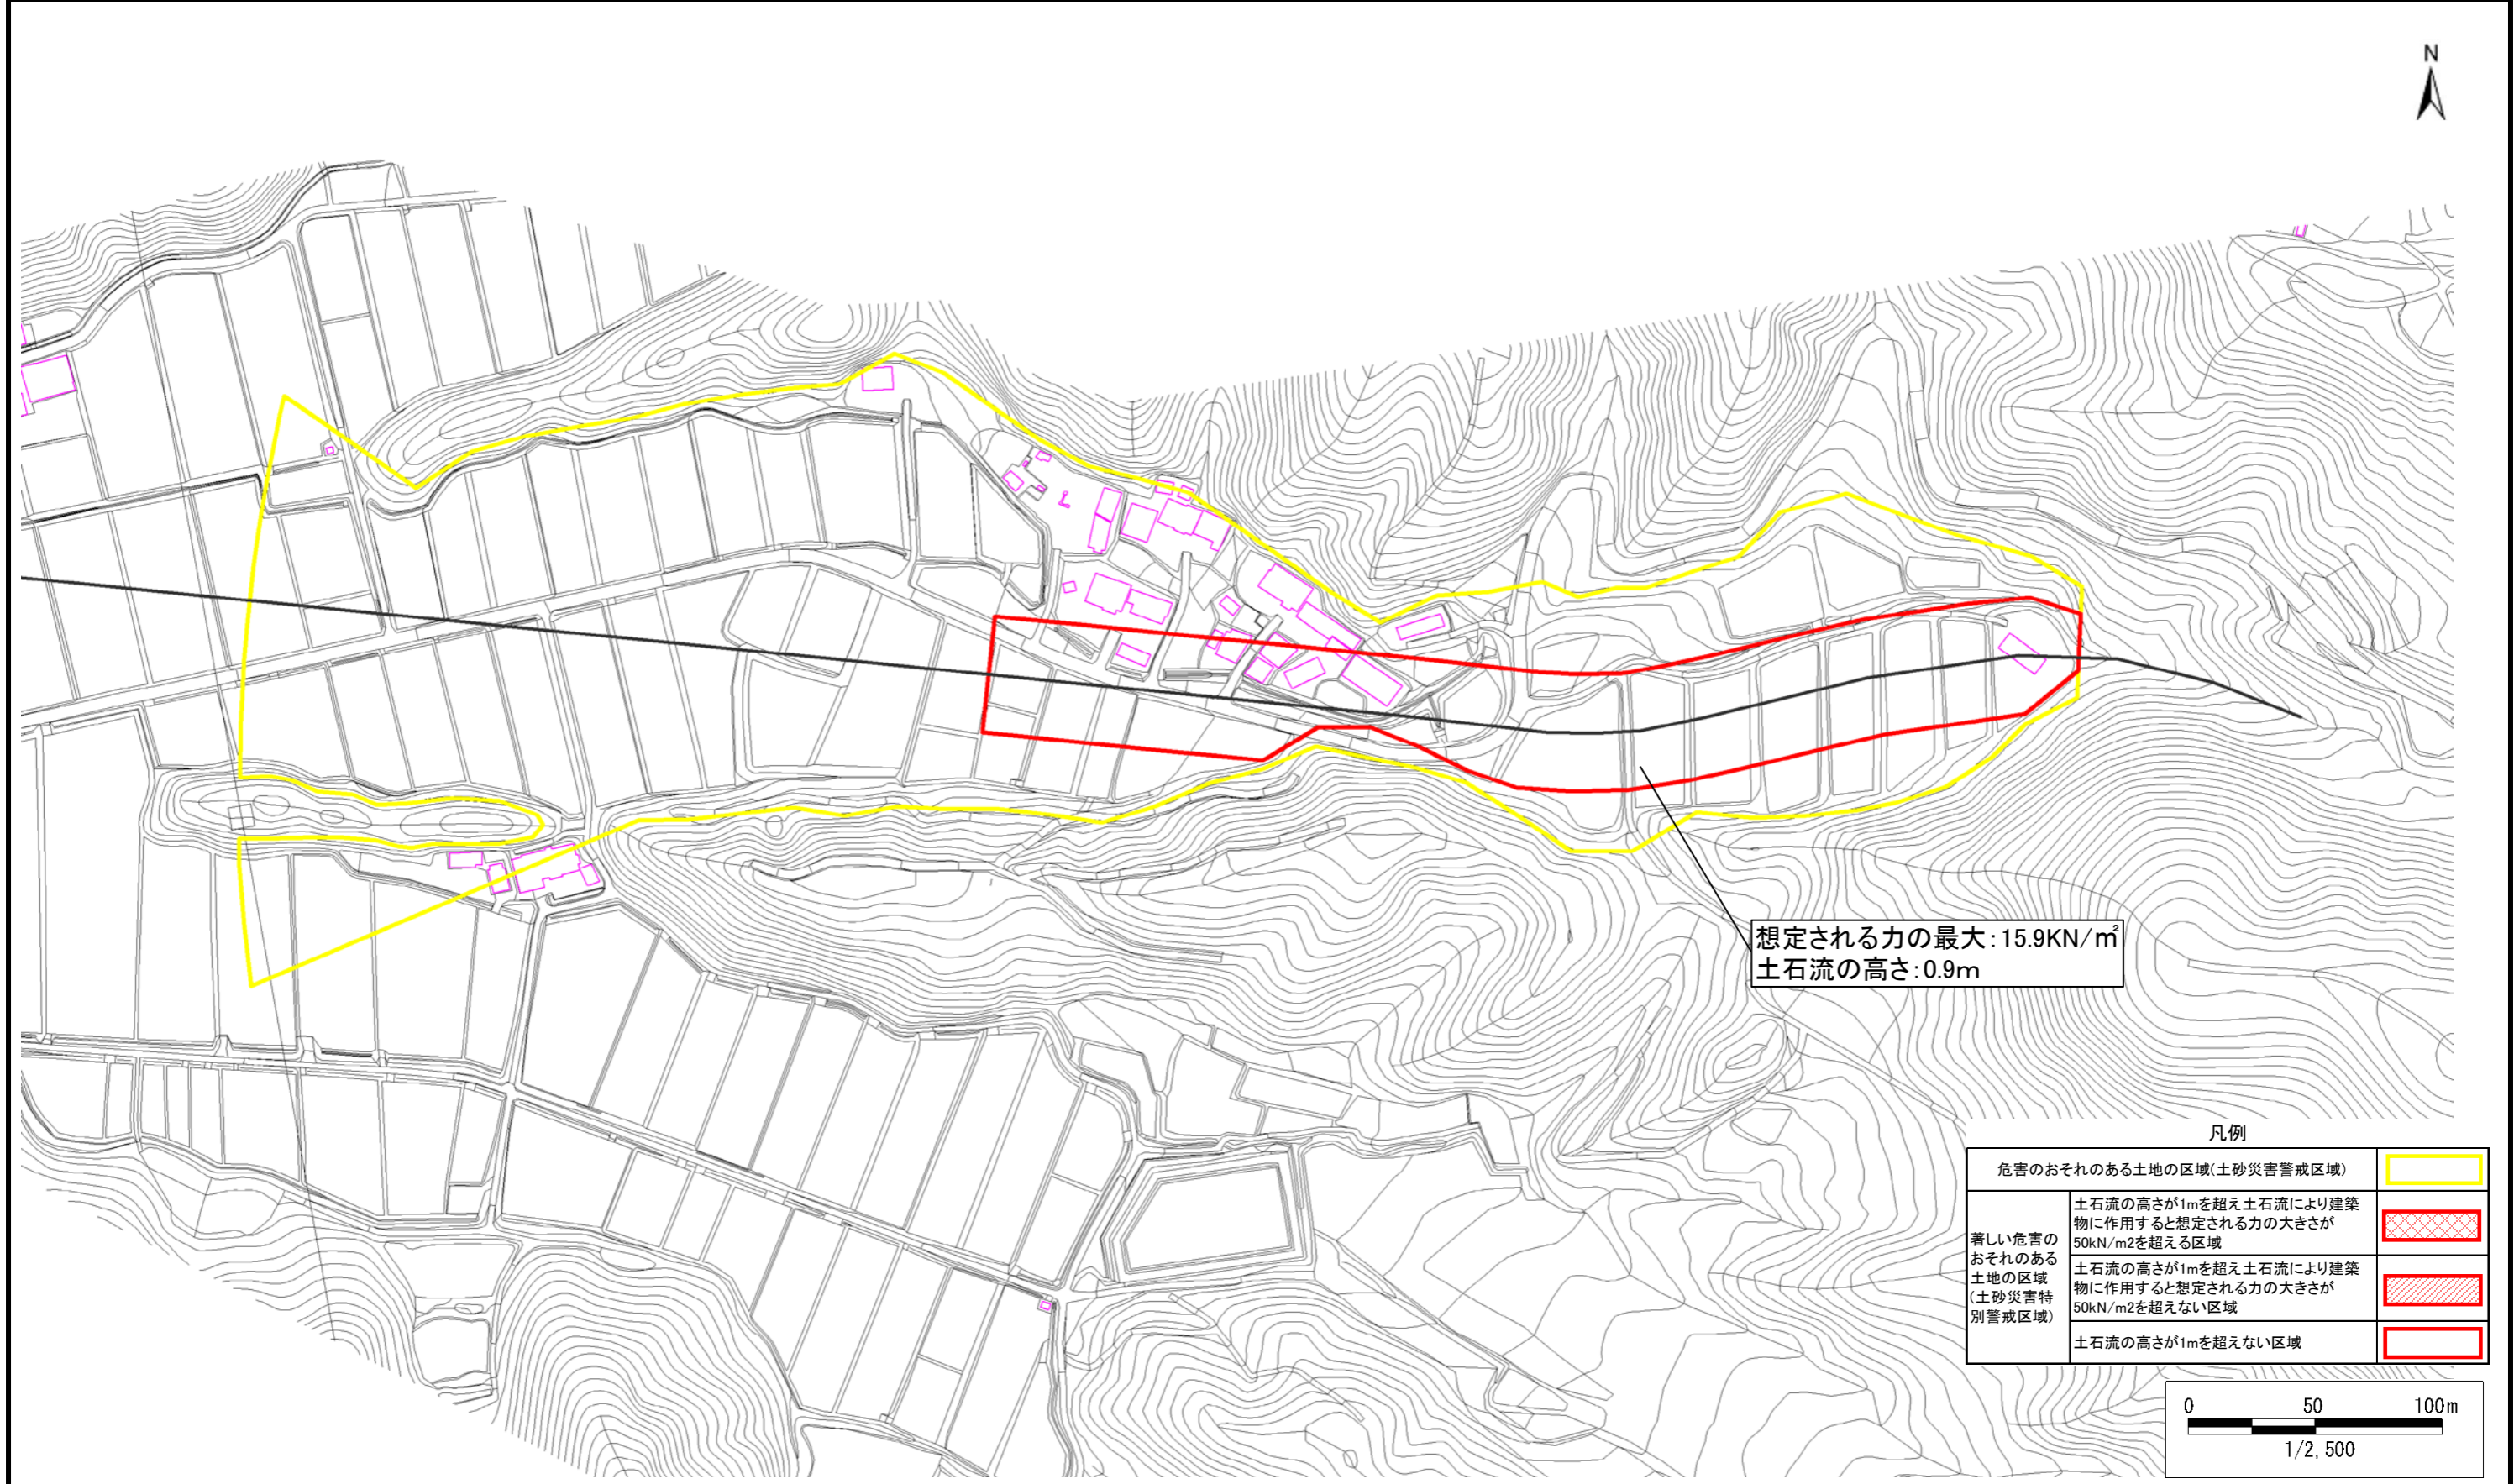 N
想定される力の最大:15.9KN/㎡
土石流の高さ:0.9m
凡例
危害のおそれのある土地の区域(土砂災害警戒区域)
著しい危害の
おそれのある
土地の区域
(土砂災害特
別警戒区域)
土石流の高さが1mを超え土石流により建築
物に作用すると想定される力の大きさが
50kN/m2を超える区域
土石流の高さが1mを超え土石流により建築
物に作用すると想定される力の大きさが
50kN/m2を超えない区域
土石流の高さが1mを超えない区域
0 50 100m
1/2,500